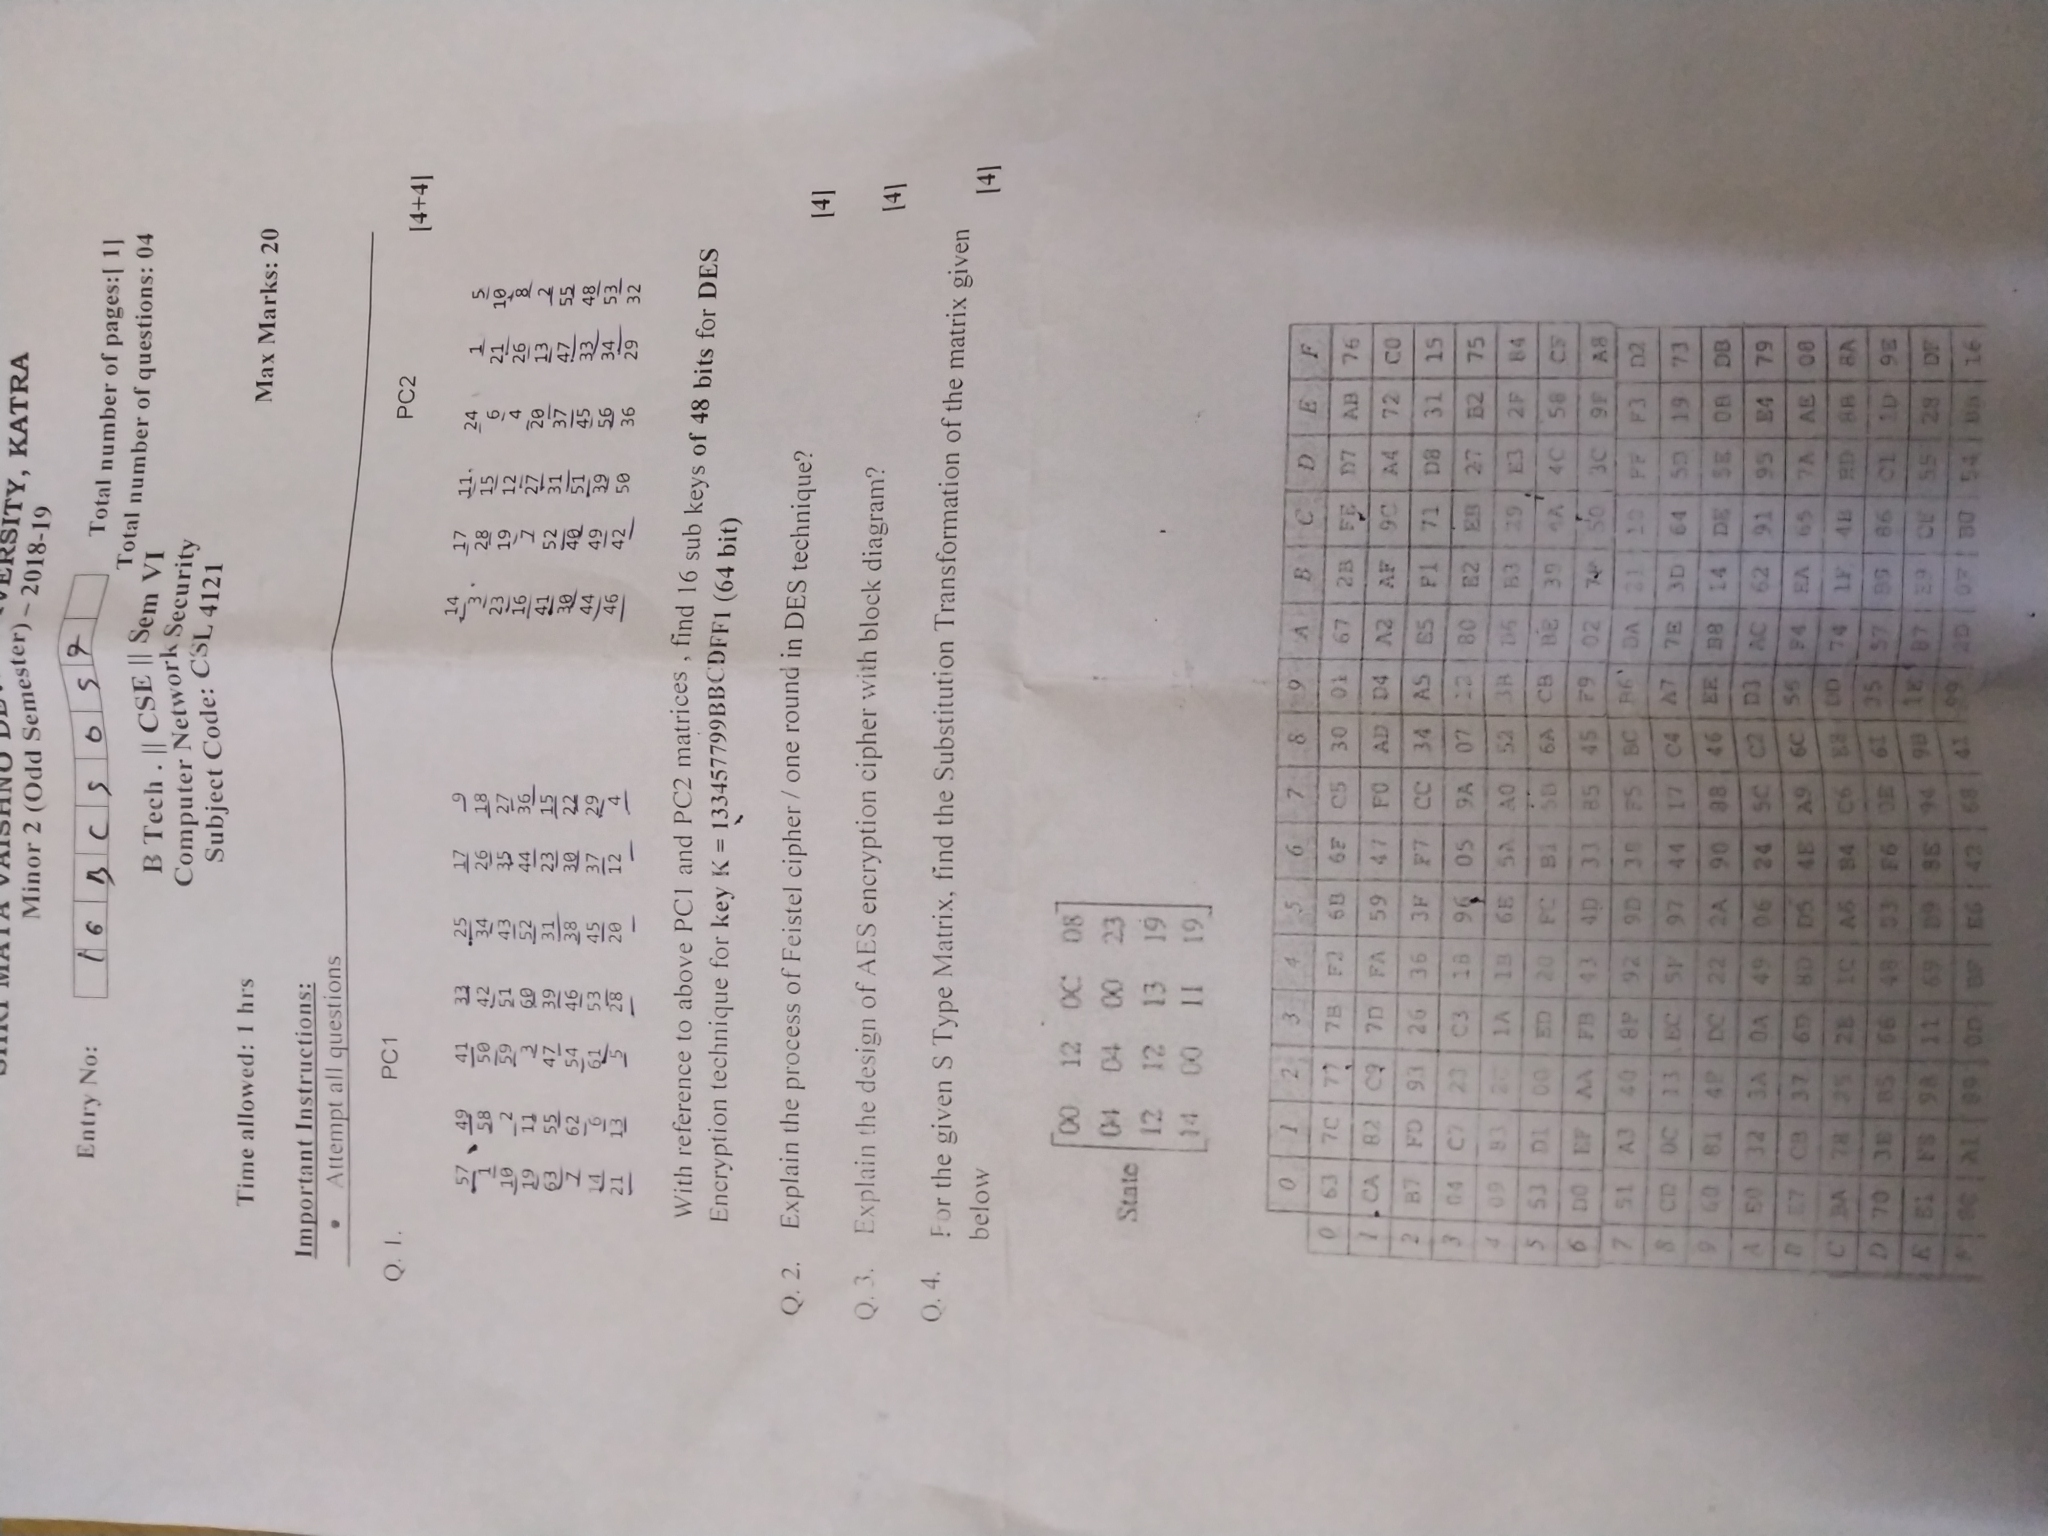 SHRI MATA VAISHNO UNIVERSITY, KATRA
Minor 2 (Odd Semester) – 2018-19
Entry No: 16BCS057
Total number of pages:[ 1]
Total number of questions: 04
B Tech . || CSE || Sem VI
Computer Network Security
Subject Code: CSL 4121
Time allowed: 1 hrs
Max Marks: 20
Important Instructions:
• Attempt all questions
Q. 1. PC1 PC2 [4+4]
57 49 41 33 25 17 9
1 58 50 42 34 26 18
10 2 59 51 43 35 27
19 11 3 60 52 44 36
63 55 47 39 31 23 15
7 62 54 46 38 30 22
14 6 61 53 45 37 29
21 13 5 28 20 12 4
14 17 11 24 1 5
3 28 15 6 21 10
23 19 12 4 26 8
16 7 27 20 13 2
41 52 31 37 47 55
30 40 51 45 33 48
44 49 39 56 34 53
46 42 50 36 29 32
With reference to above PC1 and PC2 matrices , find 16 sub keys of 48 bits for DES
Encryption technique for key K = 133457799BBCDFF1 (64 bit)
Q. 2. Explain the process of Feistel cipher / one round in DES technique?
[4]
Q. 3. Explain the design of AES encryption cipher with block diagram?
[4]
Q. 4. For the given S Type Matrix, find the Substitution Transformation of the matrix given
below
[4]
State
00 12 0C 08
04 04 00 23
12 12 13 19
14 00 11 19
0 1 2 3 4 5 6 7 8 9 A B C D E F
0 63 7C 77 7B F2 6B 6F C5 30 01 67 2B FE D7 AB 76
1 CA 82 C9 7D FA 59 47 F0 AD D4 A2 AF 9C A4 72 C0
2 B7 FD 93 26 36 3F F7 CC 34 A5 E5 F1 71 D8 31 15
3 04 C7 23 C3 18 96 05 9A 07 12 80 E2 EB 27 B2 75
4 09 83 2C 1A 1B 6E 5A A0 52 3B D6 B3 29 E3 2F 84
5 53 D1 00 ED 20 FC B1 5B 6A CB BE 39 4A 4C 58 CF
6 D0 EF AA FB 43 4D 33 85 45 F9 02 7F 50 3C 9F A8
7 51 A3 40 8F 92 9D 38 F5 BC B6 DA 21 10 FF F3 D2
8 CD 0C 13 EC 5F 97 44 17 C4 A7 7E 3D 64 5D 19 73
9 60 81 4F DC 22 2A 90 88 46 EE B8 14 DE 5E 0B DB
A E0 32 3A 0A 49 06 24 5C C2 D3 AC 62 91 95 E4 79
B E7 CB 37 6D 8D D5 4E A9 6C 56 F4 EA 65 7A AE 08
C BA 78 25 2E 1C A6 B4 C6 E8 DD 74 1F 4B BD 8B 8A
D 70 3E B5 66 48 03 F6 0E 61 35 57 B9 86 C1 1D 9E
E E1 F8 98 11 69 D9 8E 94 9B 1E 87 E9 CE 55 28 DF
F 8C A1 89 0D BF E6 42 68 41 99 2D 0F B0 54 BB 16